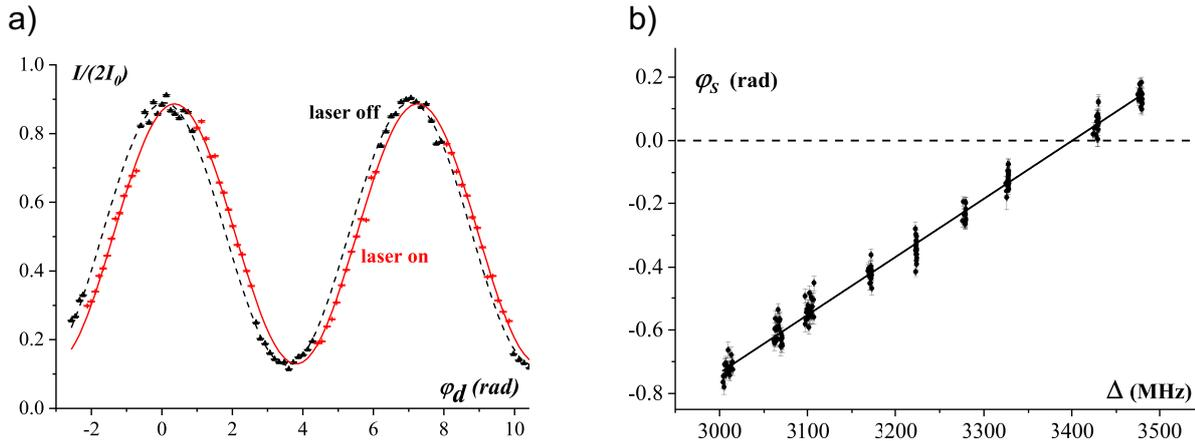 a)
I/(2I₀)
1.0
0.8
0.6
0.4
0.2
0.0
laser off
laser on
φd (rad)
-2 0 2 4 6 8 10
b)
φs (rad)
0.2
0.0
-0.2
-0.4
-0.6
-0.8
Δ (MHz)
3000 3100 3200 3300 3400 3500